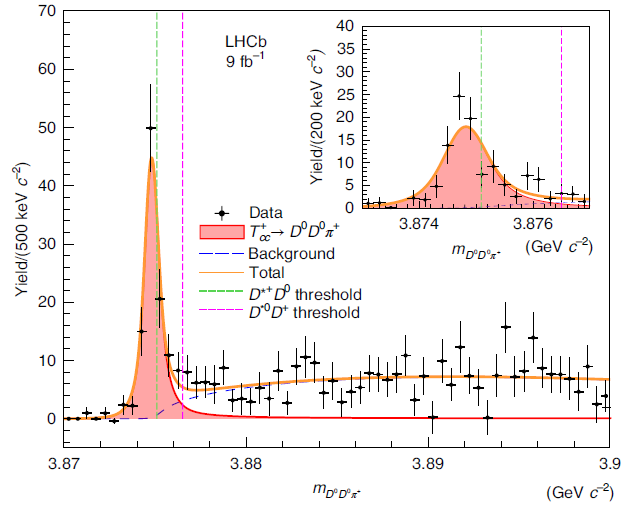 70
60
50
40
30
20
10
0
Yield/(500 keV c⁻²)
LHCb
9 fb⁻¹
Data
T⁺cc → D⁰D⁰π⁺
Background
Total
D*⁺D⁰ threshold
D*⁰D⁺ threshold
40
35
30
25
20
15
10
5
0
Yield/(200 keV c⁻²)
3.874
3.876
m D⁰D⁰π⁺
(GeV c⁻²)
3.87
3.88
3.89
3.9
m D⁰D⁰π⁺
(GeV c⁻²)